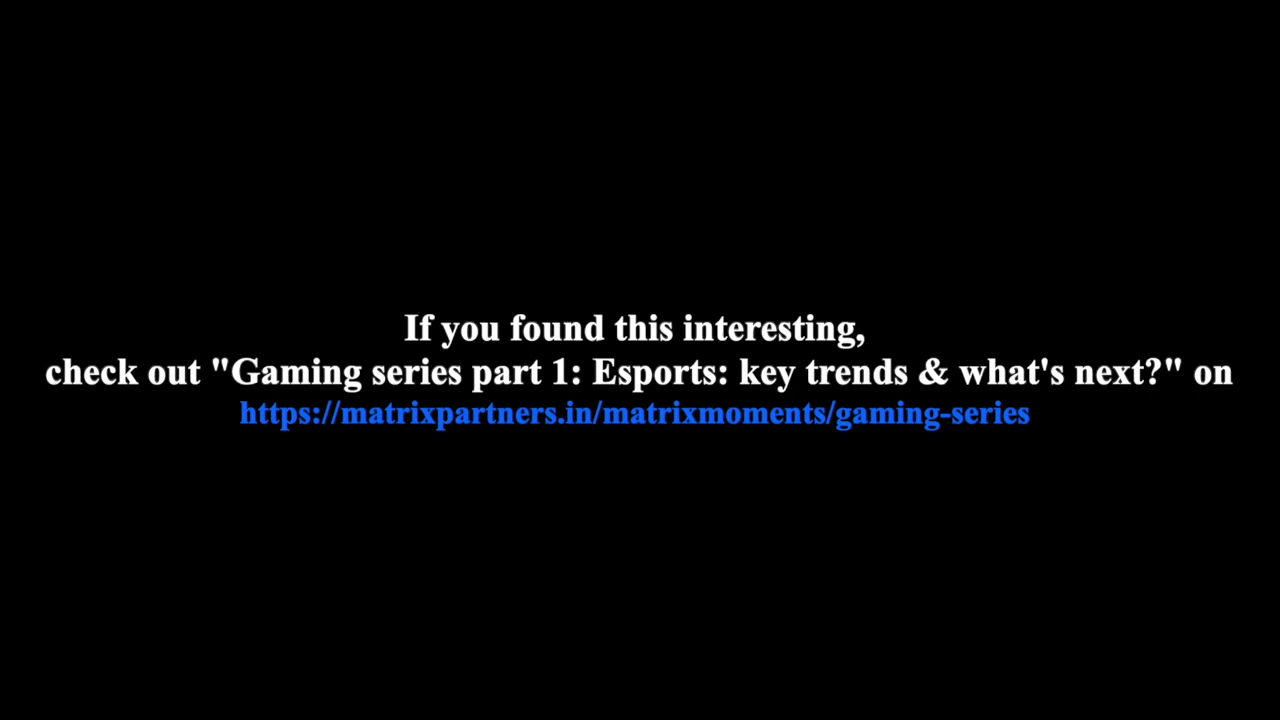 If you found this interesting,
check out "Gaming series part 1: Esports: key trends & what's next?" on
https://matrixpartners.in/matrixmoments/gaming-series